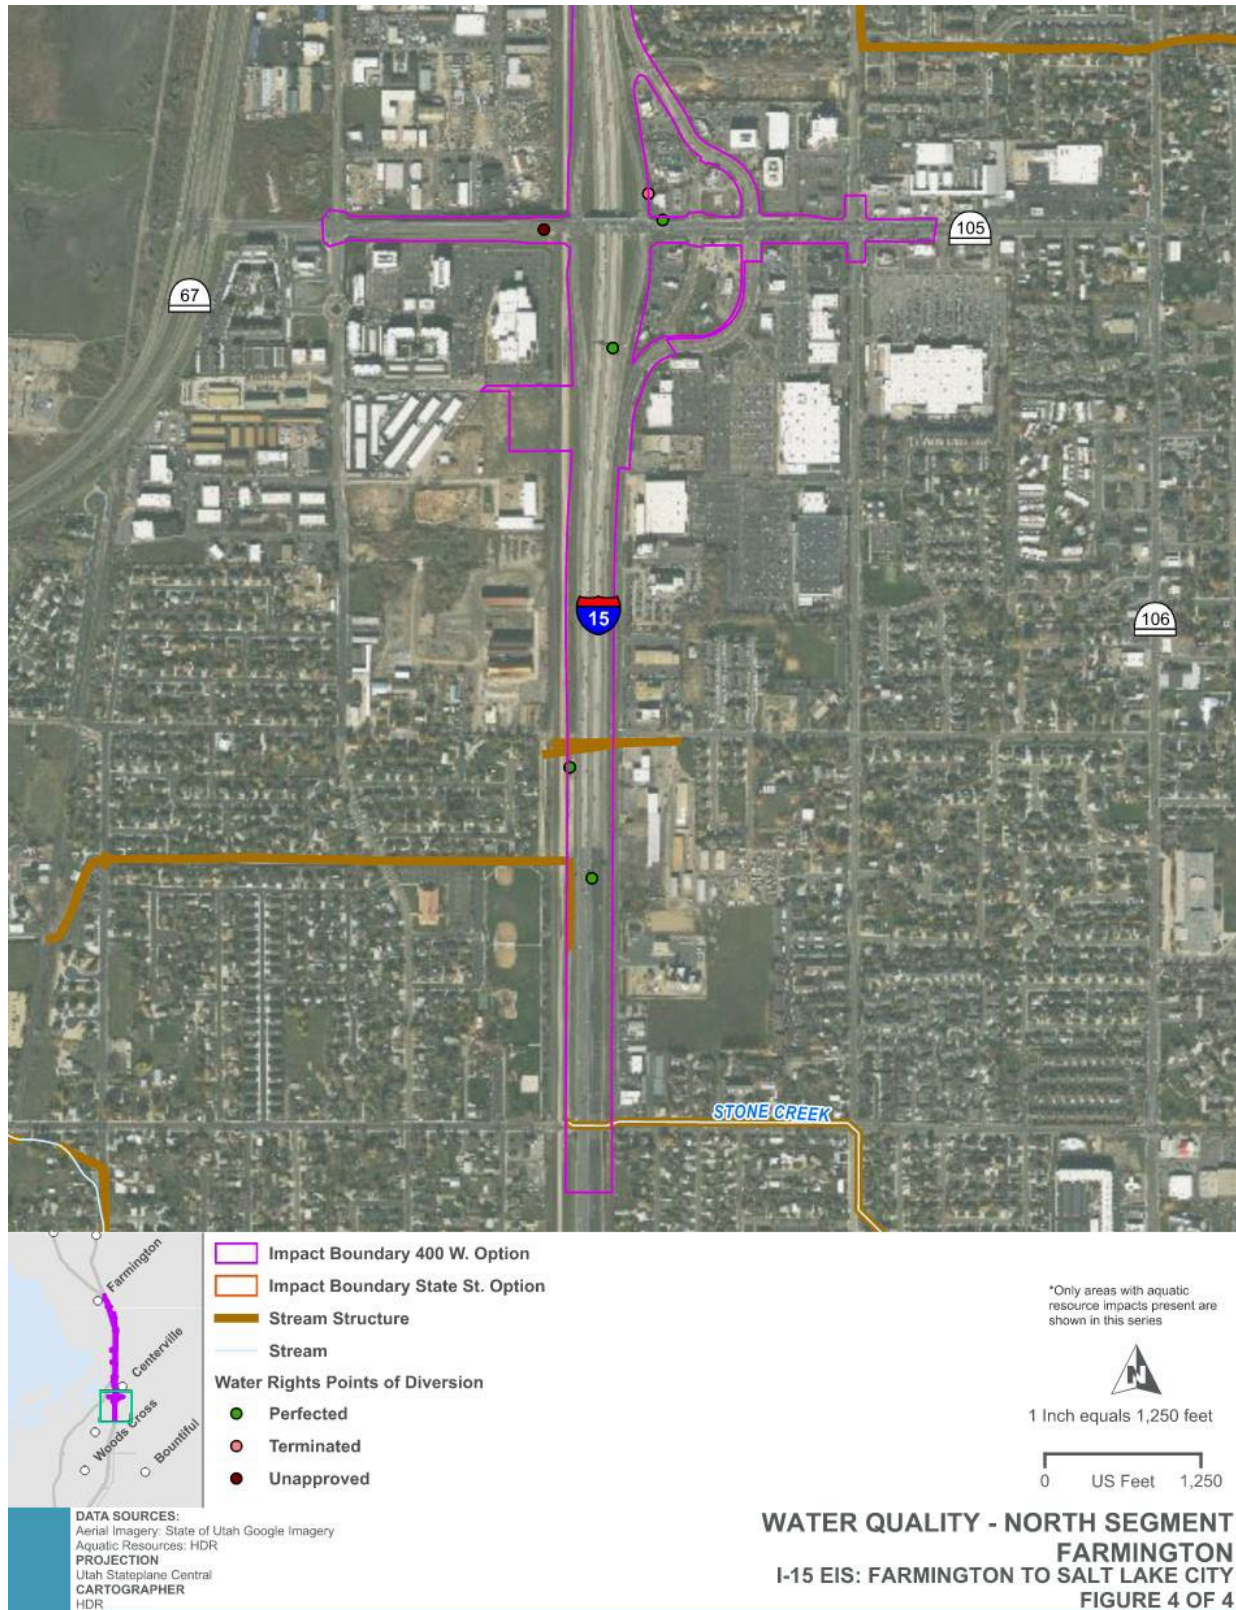 105
67
15
106
STONE CREEK
Farmington
Centerville
Woods Cross
Bountiful
Impact Boundary 400 W. Option
Impact Boundary State St. Option
Stream Structure
Stream
Water Rights Points of Diversion
Perfected
Terminated
Unapproved
*Only areas with aquatic
resource impacts present are
shown in this series
N
1 Inch equals 1,250 feet
0 US Feet 1,250
DATA SOURCES:
Aerial Imagery: State of Utah Google Imagery
Aquatic Resources: HDR
PROJECTION
Utah Stateplane Central
CARTOGRAPHER
HDR
WATER QUALITY - NORTH SEGMENT
FARMINGTON
I-15 EIS: FARMINGTON TO SALT LAKE CITY
FIGURE 4 OF 4